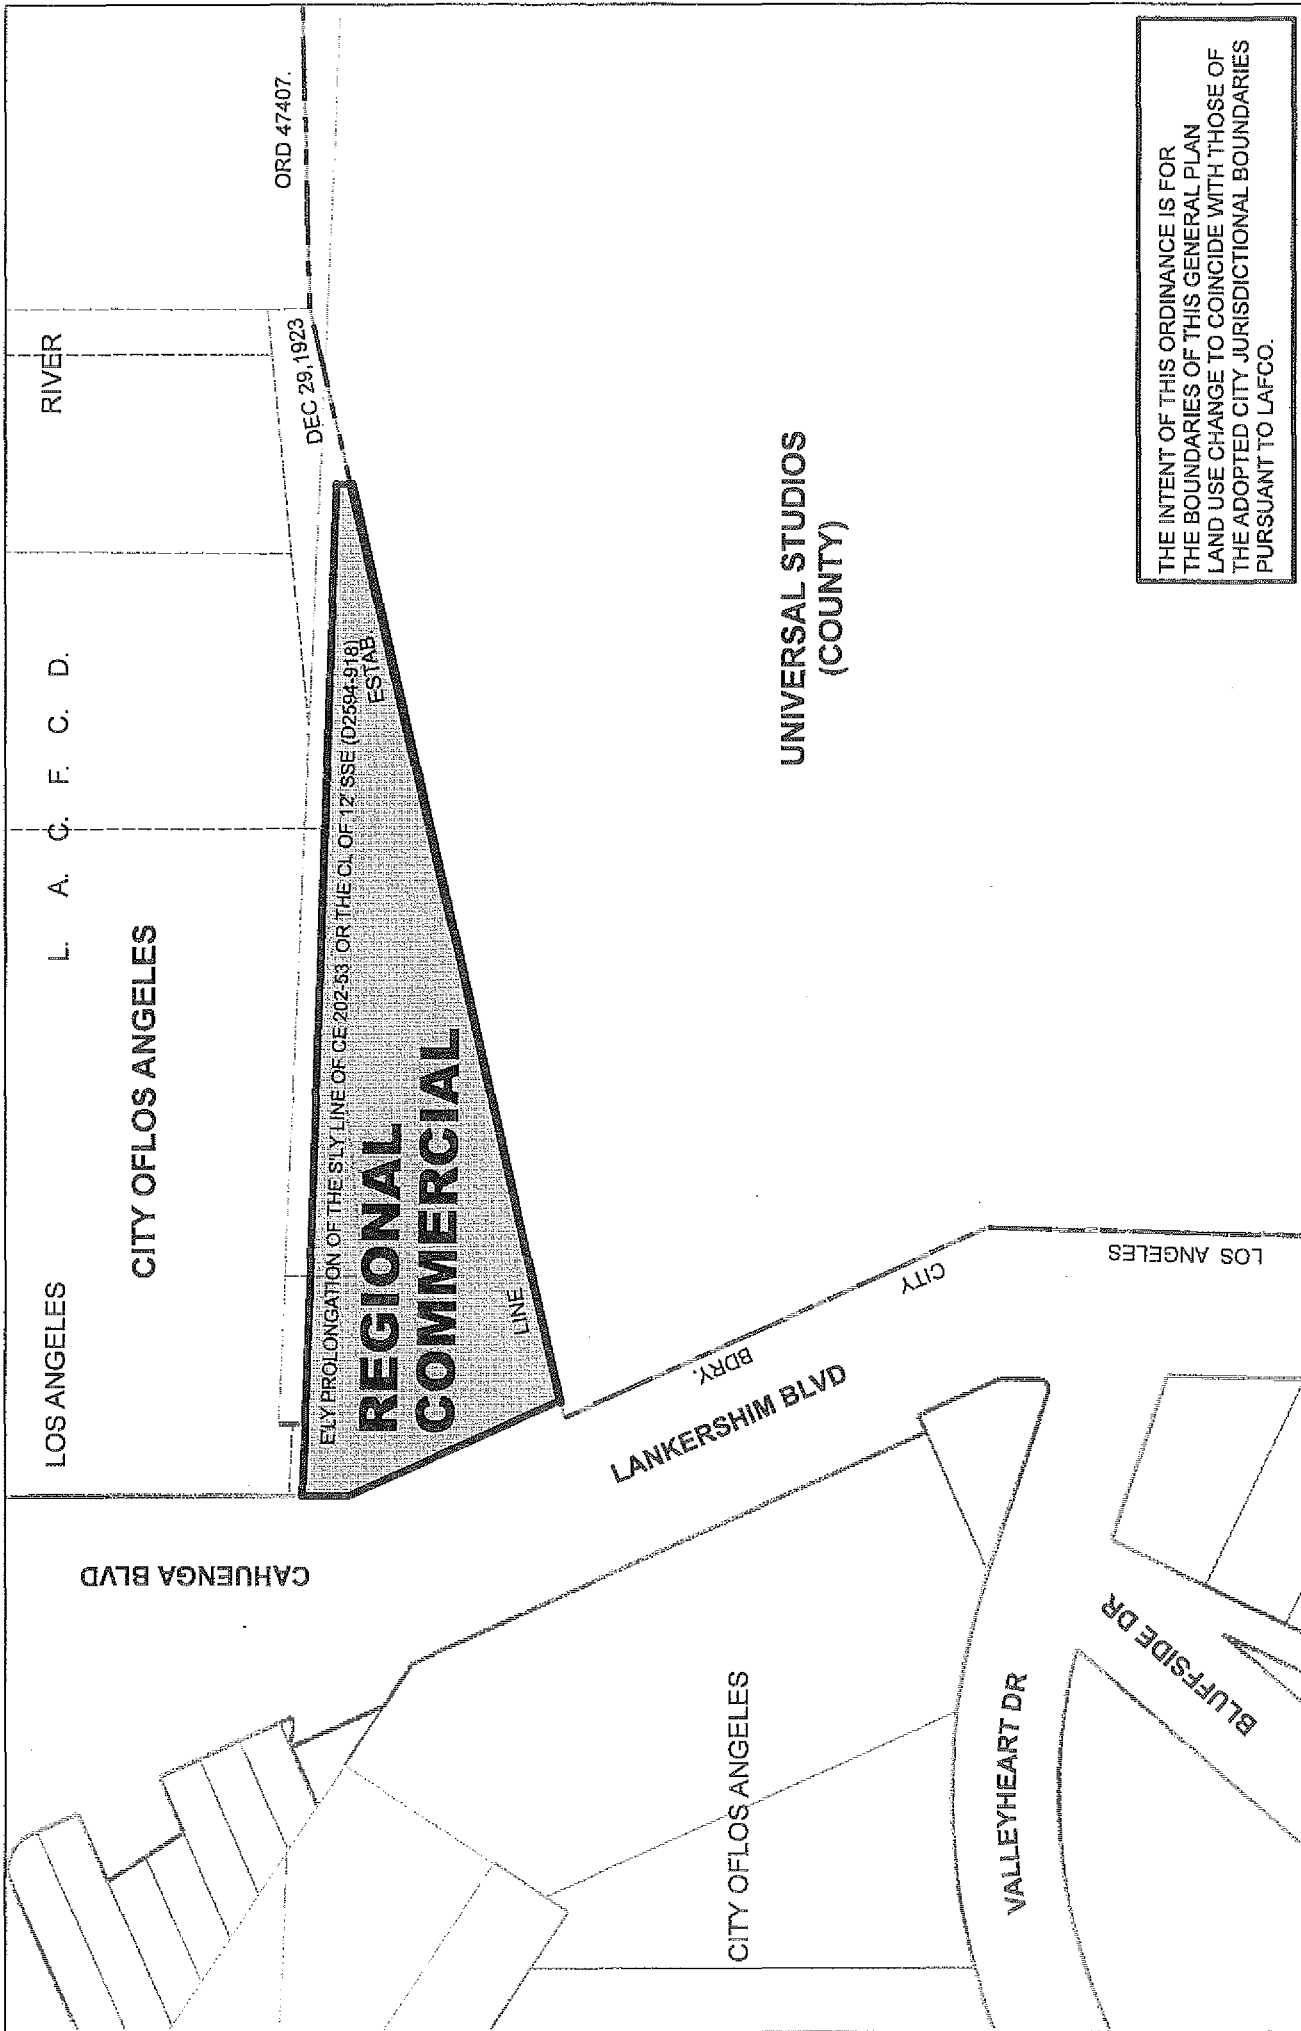 LOS ANGELES
L. A. C. F. C. D.
RIVER
CITY OFLOS ANGELES
CAHUENGA BLVD
ORD 47407.
DEC 29,1923
E'LY PROLONGATION OF THE S'LY LINE OF CE 202-53 OR THE CL OF 12' SSE (D2594-918)
ESTAB
REGIONAL
COMMERCIAL
LINE
BDRY.
CITY
LOS ANGELES
LANKERSHIM BLVD
UNIVERSAL STUDIOS
(COUNTY)
CITY OFLOS ANGELES
VALLEYHEART DR
BLUFFSIDE DR
THE INTENT OF THIS ORDINANCE IS FOR
THE BOUNDARIES OF THIS GENERAL PLAN
LAND USE CHANGE TO COINCIDE WITH THOSE OF
THE ADOPTED CITY JURISDICTIONAL BOUNDARIES
PURSUANT TO LAFCO.